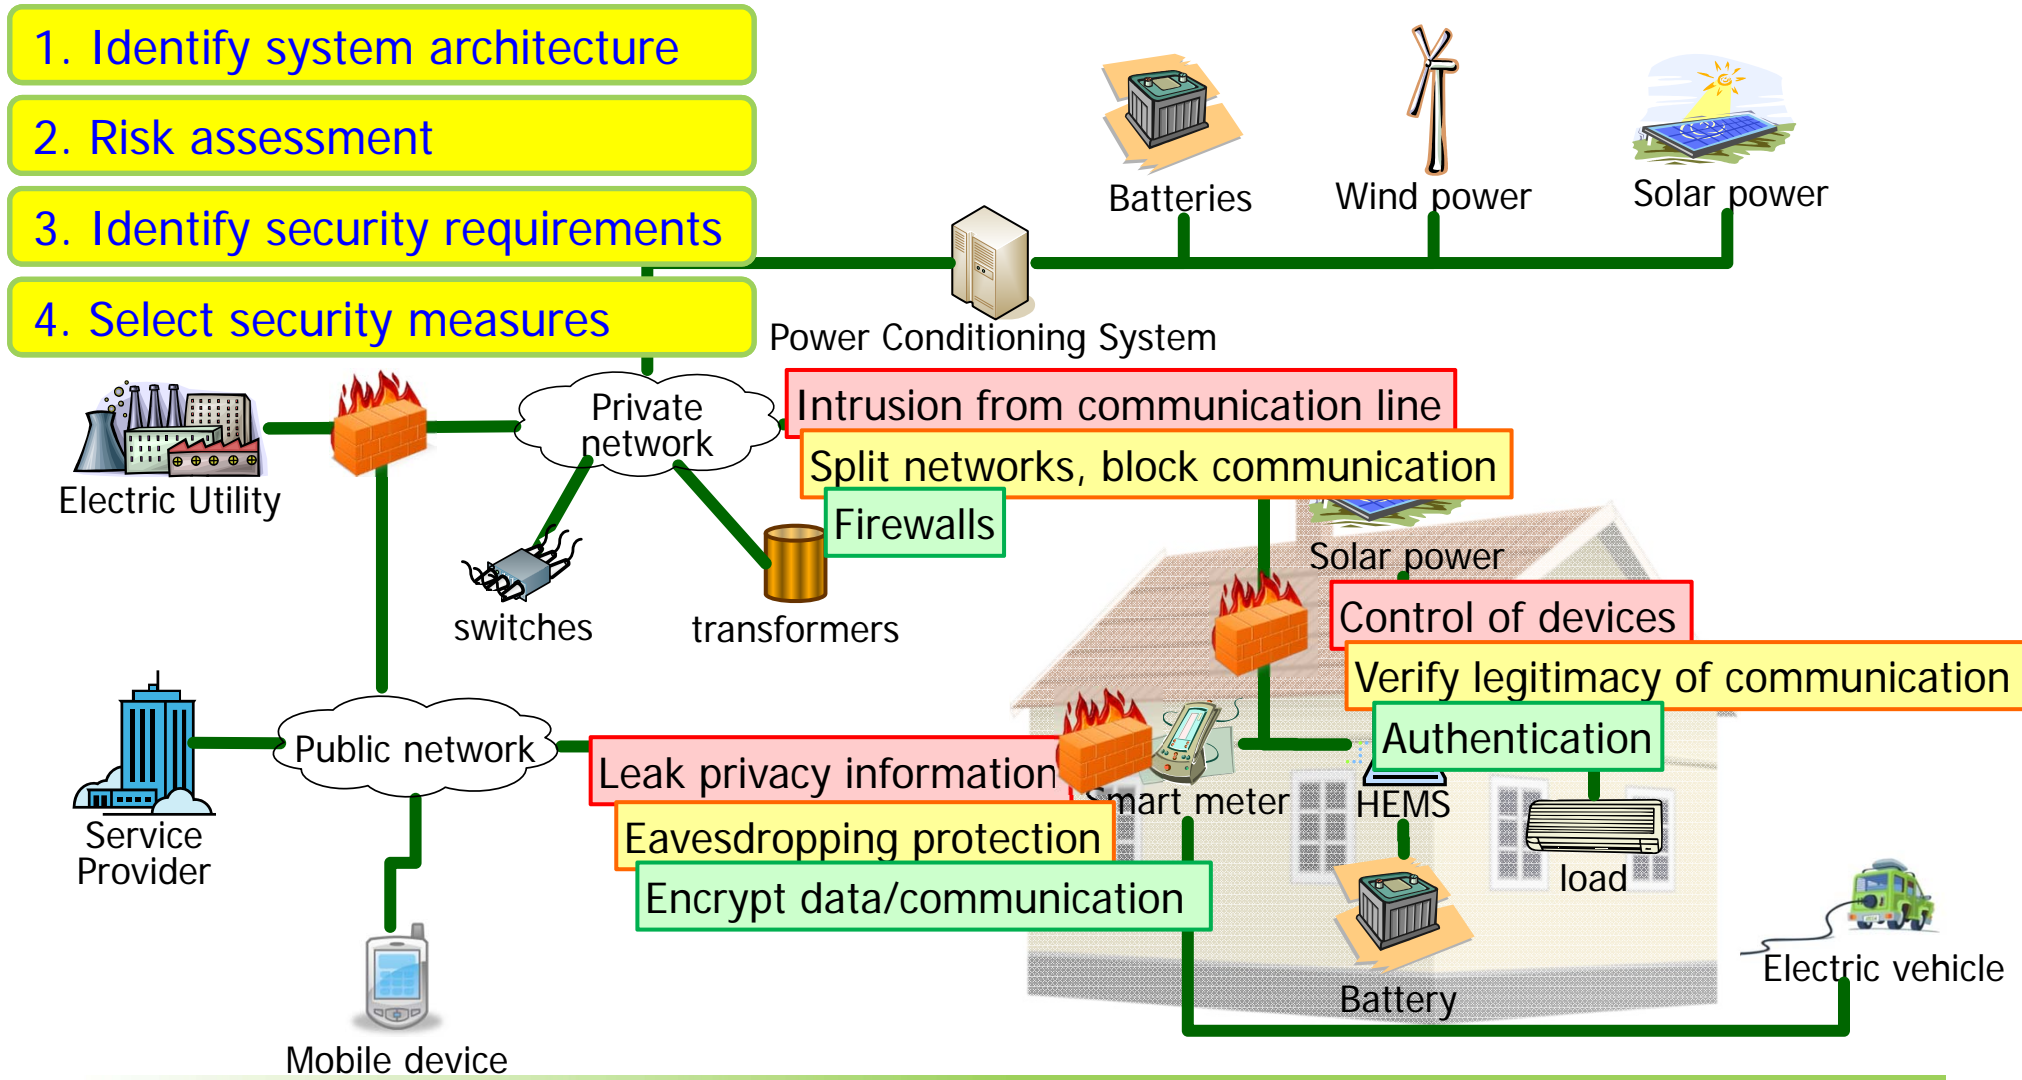 1. Identify system architecture
2. Risk assessment
3. Identify security requirements
4. Select security measures
Batteries
Wind power
Solar power
Power Conditioning System
Private
network
Intrusion from communication line
Split networks, block communication
Firewalls
Electric Utility
switches
transformers
Solar power
Control of devices
Verify legitimacy of communication
Authentication
Public network
Leak privacy information
Eavesdropping protection
Encrypt data/communication
Smart meter
HEMS
load
Service
Provider
Battery
Electric vehicle
Mobile device